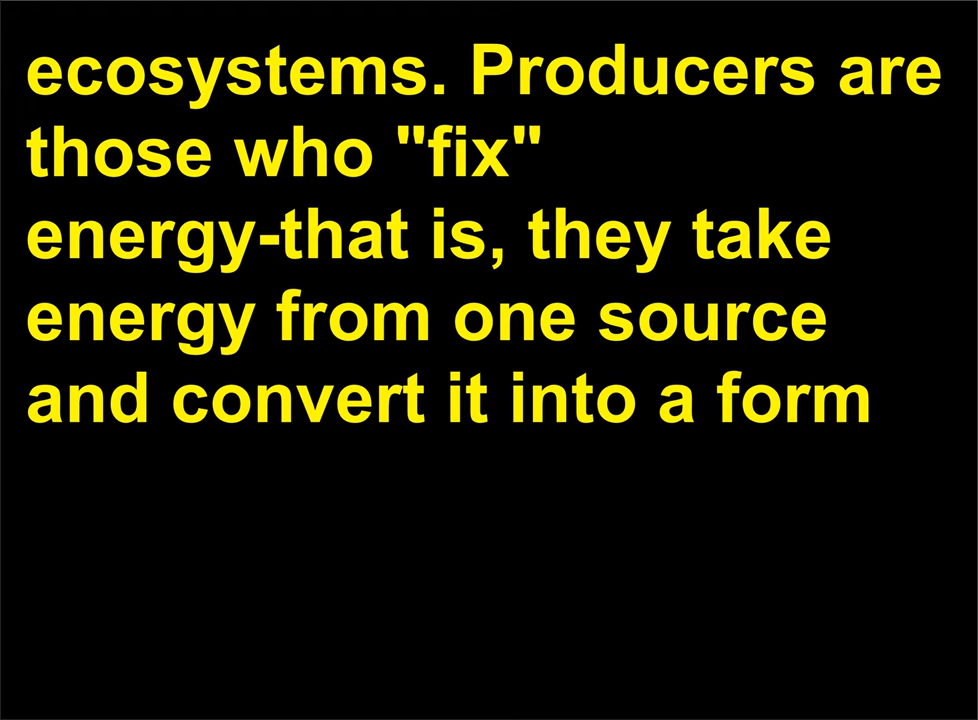 ecosystems. Producers are
those who "fix"
energy-that is, they take
energy from one source
and convert it into a form